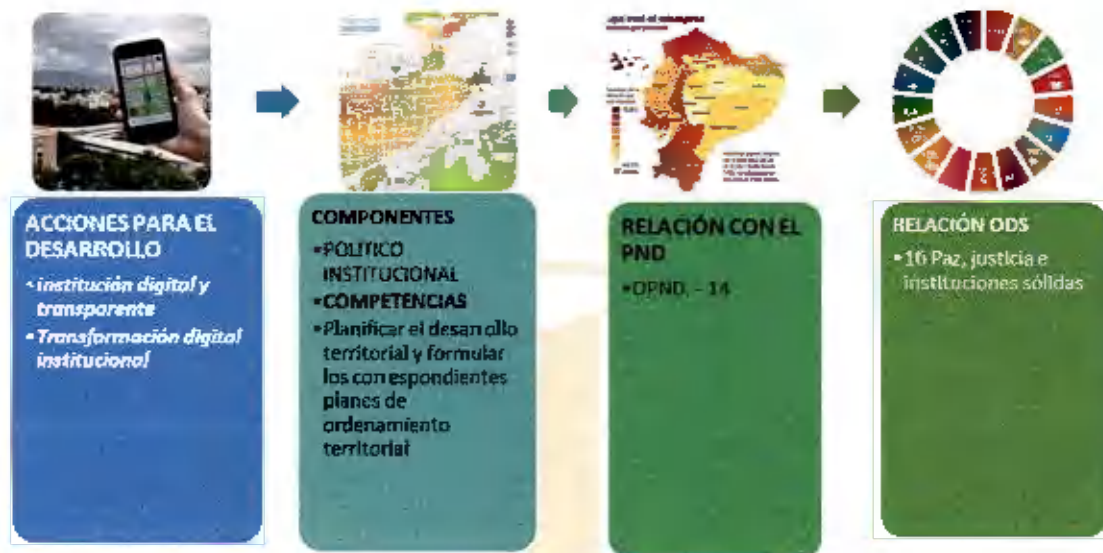 ACCIONES PARA EL
DESARROLLO
•institución digital y
transparente
•Transformación digital
institucional
COMPONENTES
•POLITICO
INSTITUCIONAL
•COMPETENCIAS
•Planificar el desarrollo
territorial y formular
los correspondientes
planes de
ordenamiento
territorial
RELACIÓN CON EL
PND
•OPND. - 14
RELACIÓN ODS
•16 Paz, justicia e
instituciones sólidas